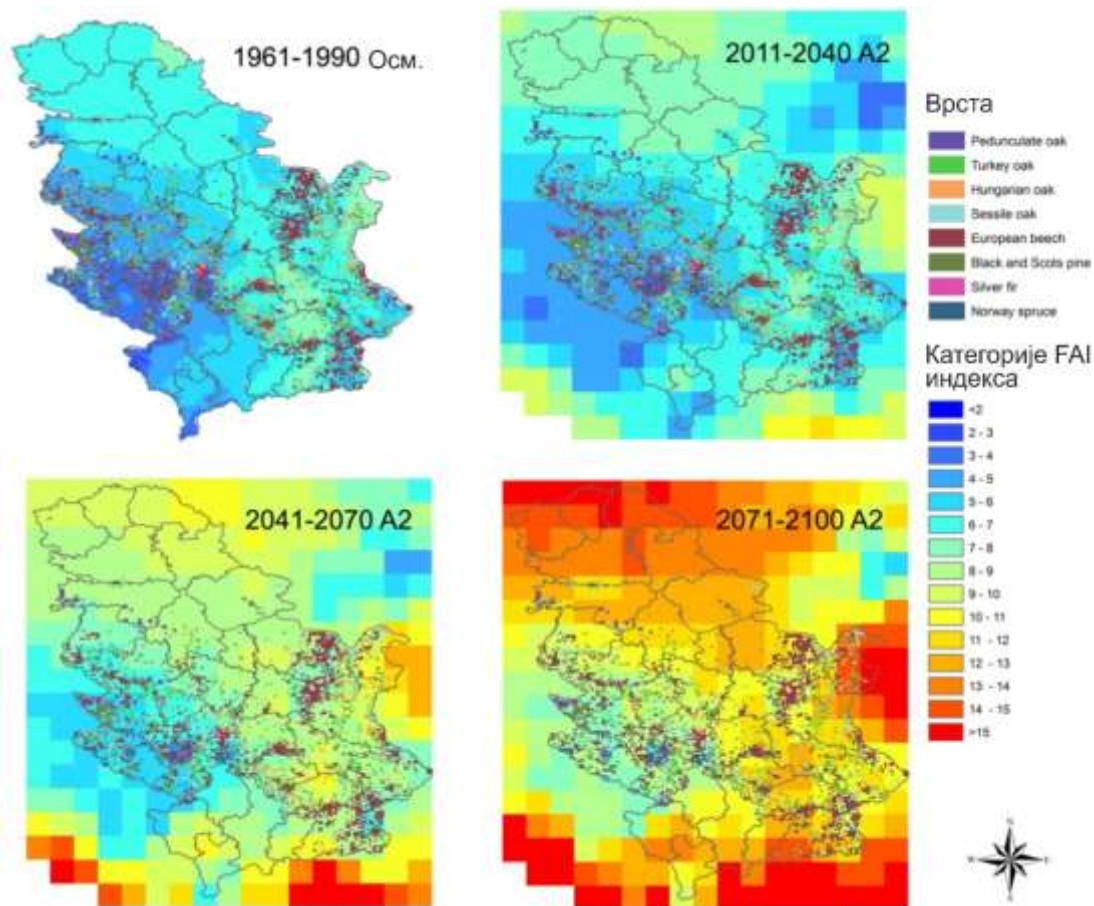 1961-1990 Осм.
2011-2040 A2
2041-2070 A2
2071-2100 A2
Врста
Pedunculate oak
Turkey oak
Hungarian oak
Sessile oak
European beech
Black and Scots pine
Silver fir
Norway spruce
Категорије FAI
индекса
<2
2 - 3
3 - 4
4 - 5
5 - 6
6 - 7
7 - 8
8 - 9
9 - 10
10 - 11
11 - 12
12 - 13
13 - 14
14 - 15
>15
N
W E
S